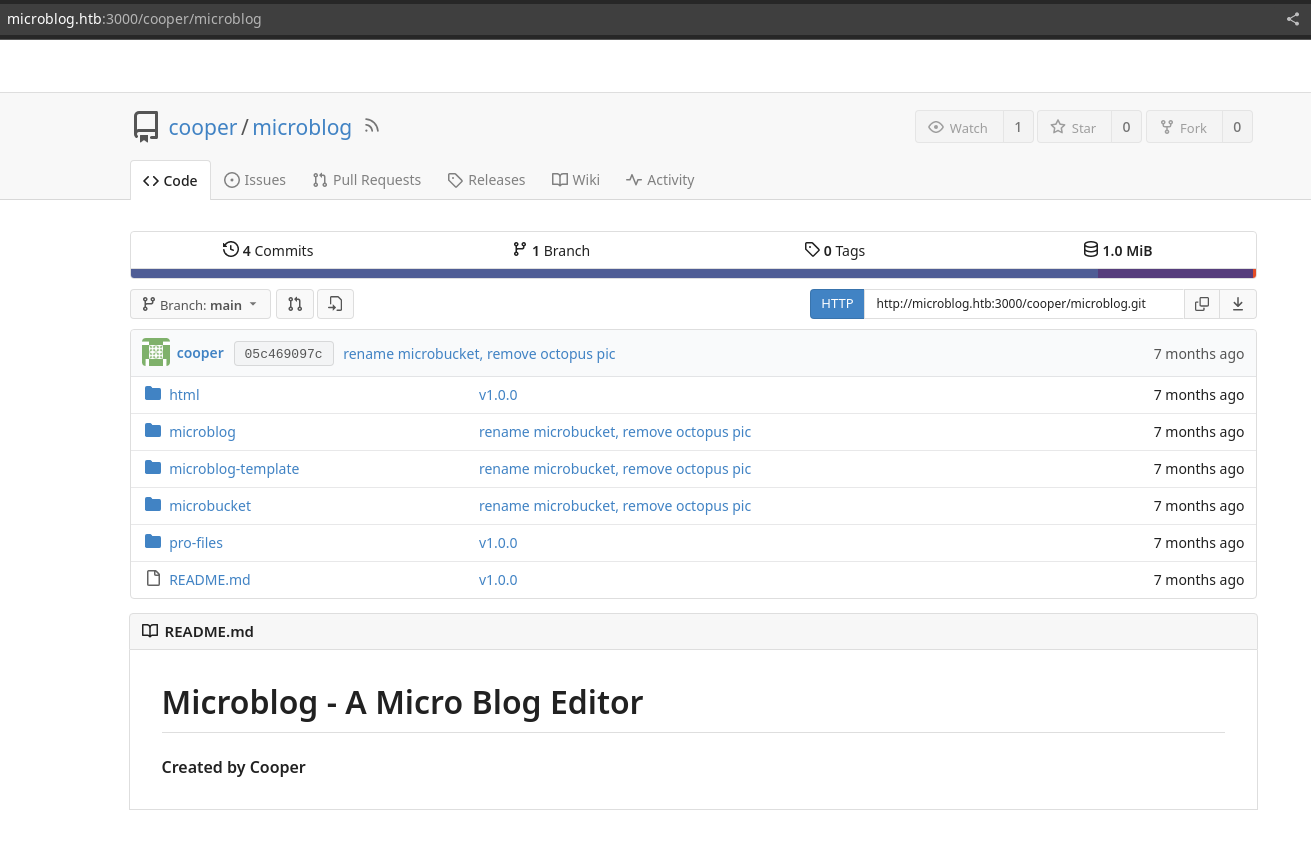 microblog.htb:3000/cooper/microblog
cooper / microblog
Watch 1 Star 0 Fork 0
Code Issues Pull Requests Releases Wiki Activity
4 Commits 1 Branch 0 Tags 1.0 MiB
Branch: main HTTP http://microblog.htb:3000/cooper/microblog.git
cooper 05c469097c rename microbucket, remove octopus pic 7 months ago
html v1.0.0 7 months ago
microblog rename microbucket, remove octopus pic 7 months ago
microblog-template rename microbucket, remove octopus pic 7 months ago
microbucket rename microbucket, remove octopus pic 7 months ago
pro-files v1.0.0 7 months ago
README.md v1.0.0 7 months ago
README.md
Microblog - A Micro Blog Editor
Created by Cooper